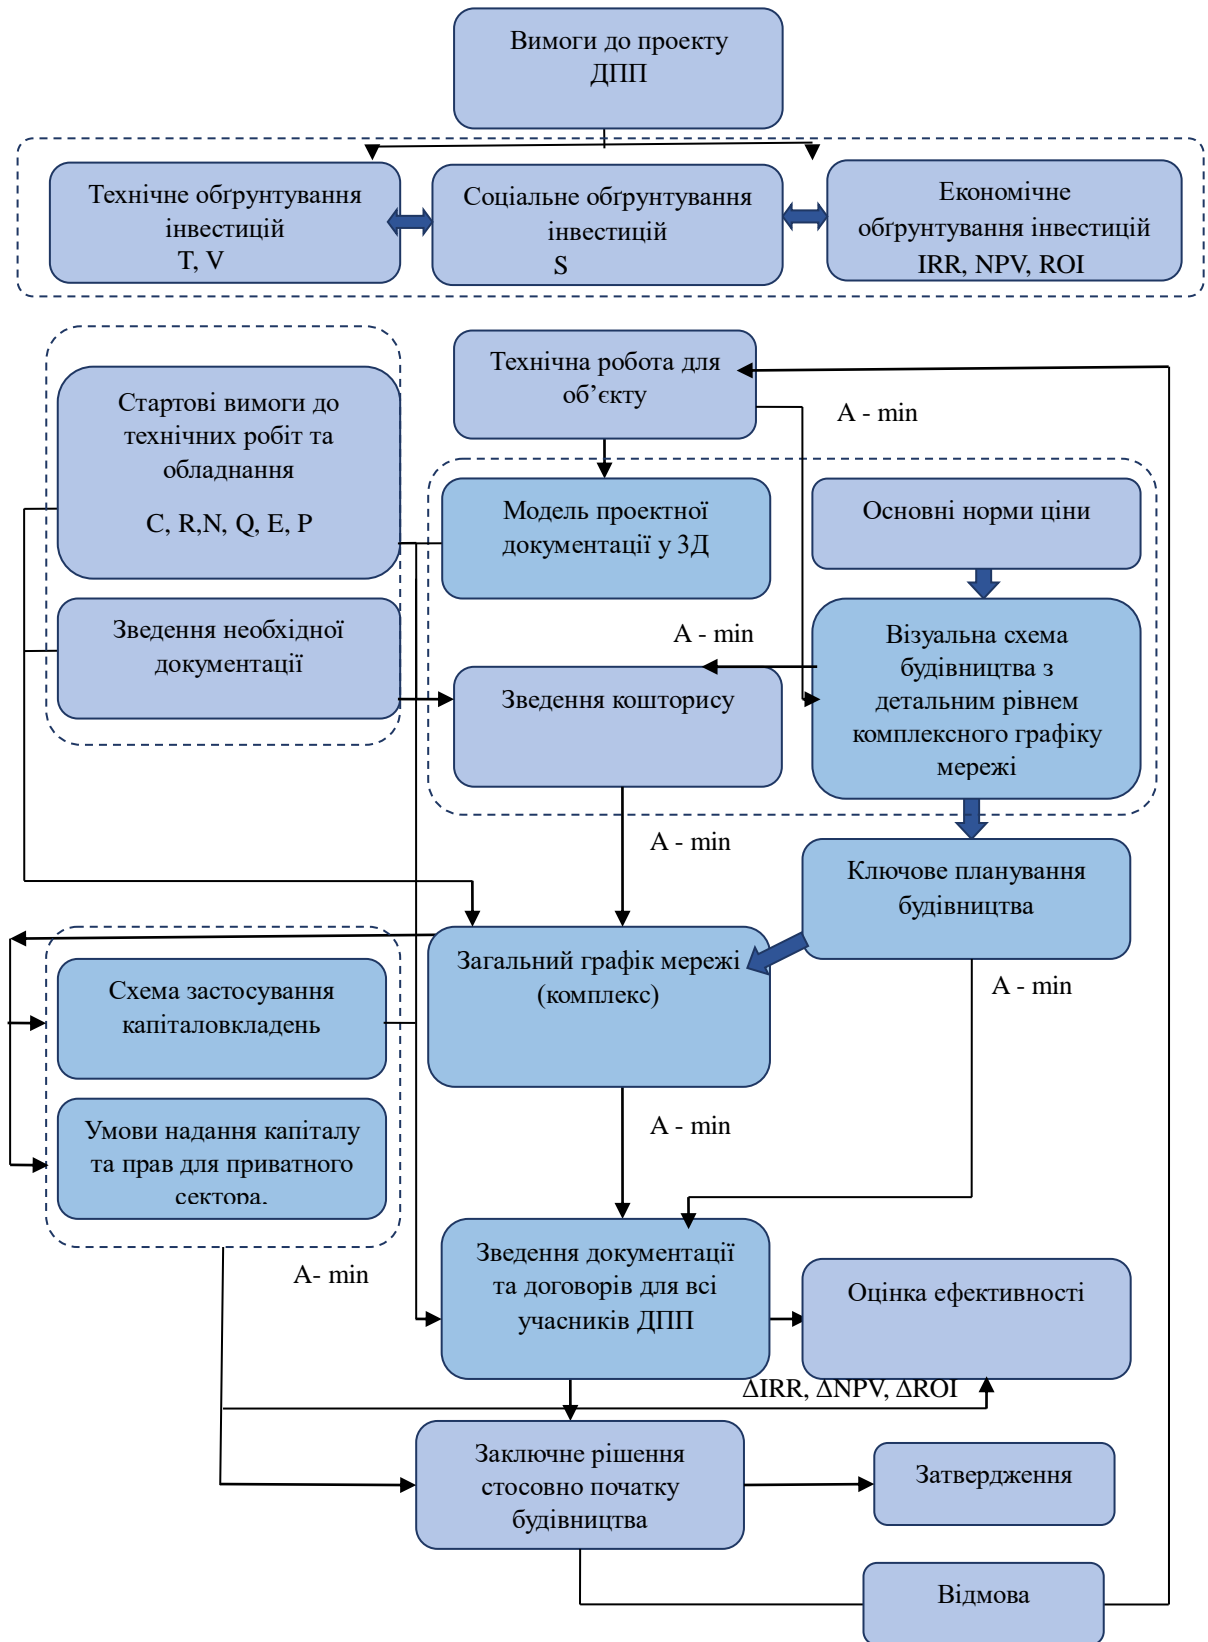 Вимоги до проекту
ДПП
Технічне обґрунтування
інвестицій
T, V
Соціальне обґрунтування
інвестицій
S
Економічне
обґрунтування інвестицій
IRR, NPV, ROI
Стартові вимоги до
технічних робіт та
обладнання
C, R,N, Q, E, P
Технічна робота для
об’єкту
A - min
Модель проектної
документації у 3Д
Основні норми ціни
Зведення необхідної
документації
A - min
Зведення кошторису
Візуальна схема
будівництва з
детальним рівнем
комплексного графіку
мережі
A - min
Ключове планування
будівництва
Загальний графік мережі
(комплекс)
A - min
Схема застосування
капіталовкладень
Умови надання капіталу
та прав для приватного
сектора.
A - min
A- min
Зведення документації
та договорів для всі
учасників ДПП
Оцінка ефективності
ΔIRR, ΔNPV, ΔROI
Заключне рішення
стосовно початку
будівництва
Затвердження
Відмова